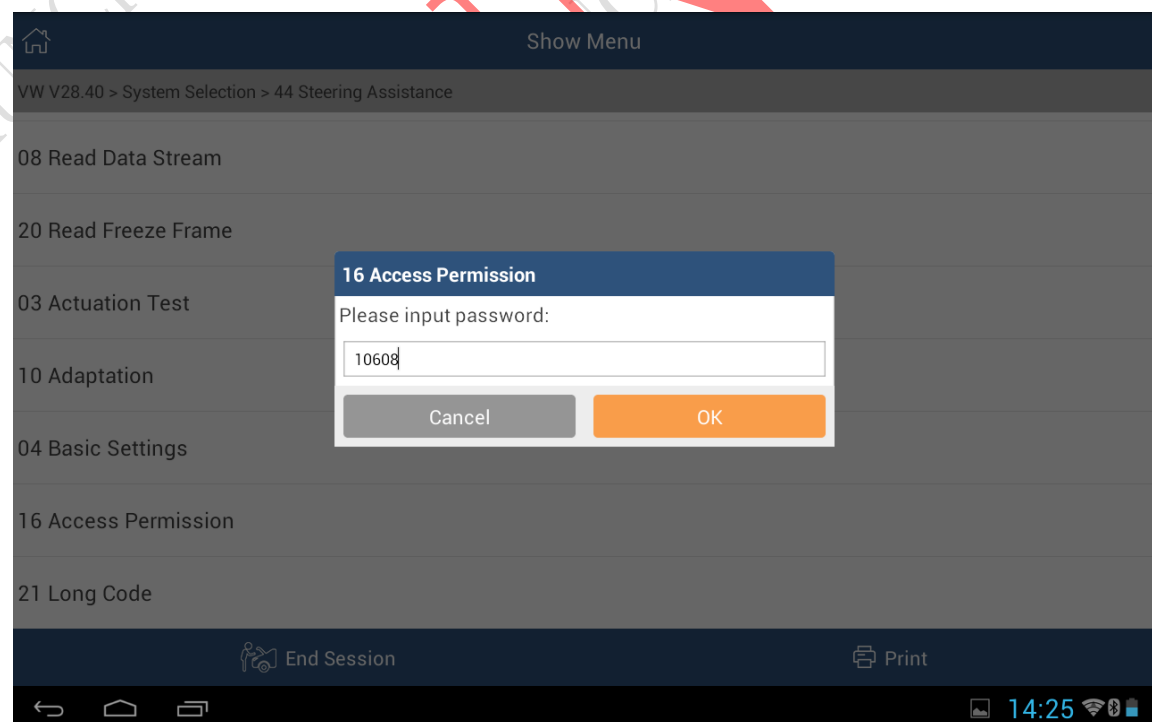 Show Menu
VW V28.40 > System Selection > 44 Steering Assistance
08 Read Data Stream
20 Read Freeze Frame
16 Access Permission
03 Actuation Test
Please input password:
10608
10 Adaptation
Cancel
OK
04 Basic Settings
16 Access Permission
21 Long Code
End Session
Print
14:25